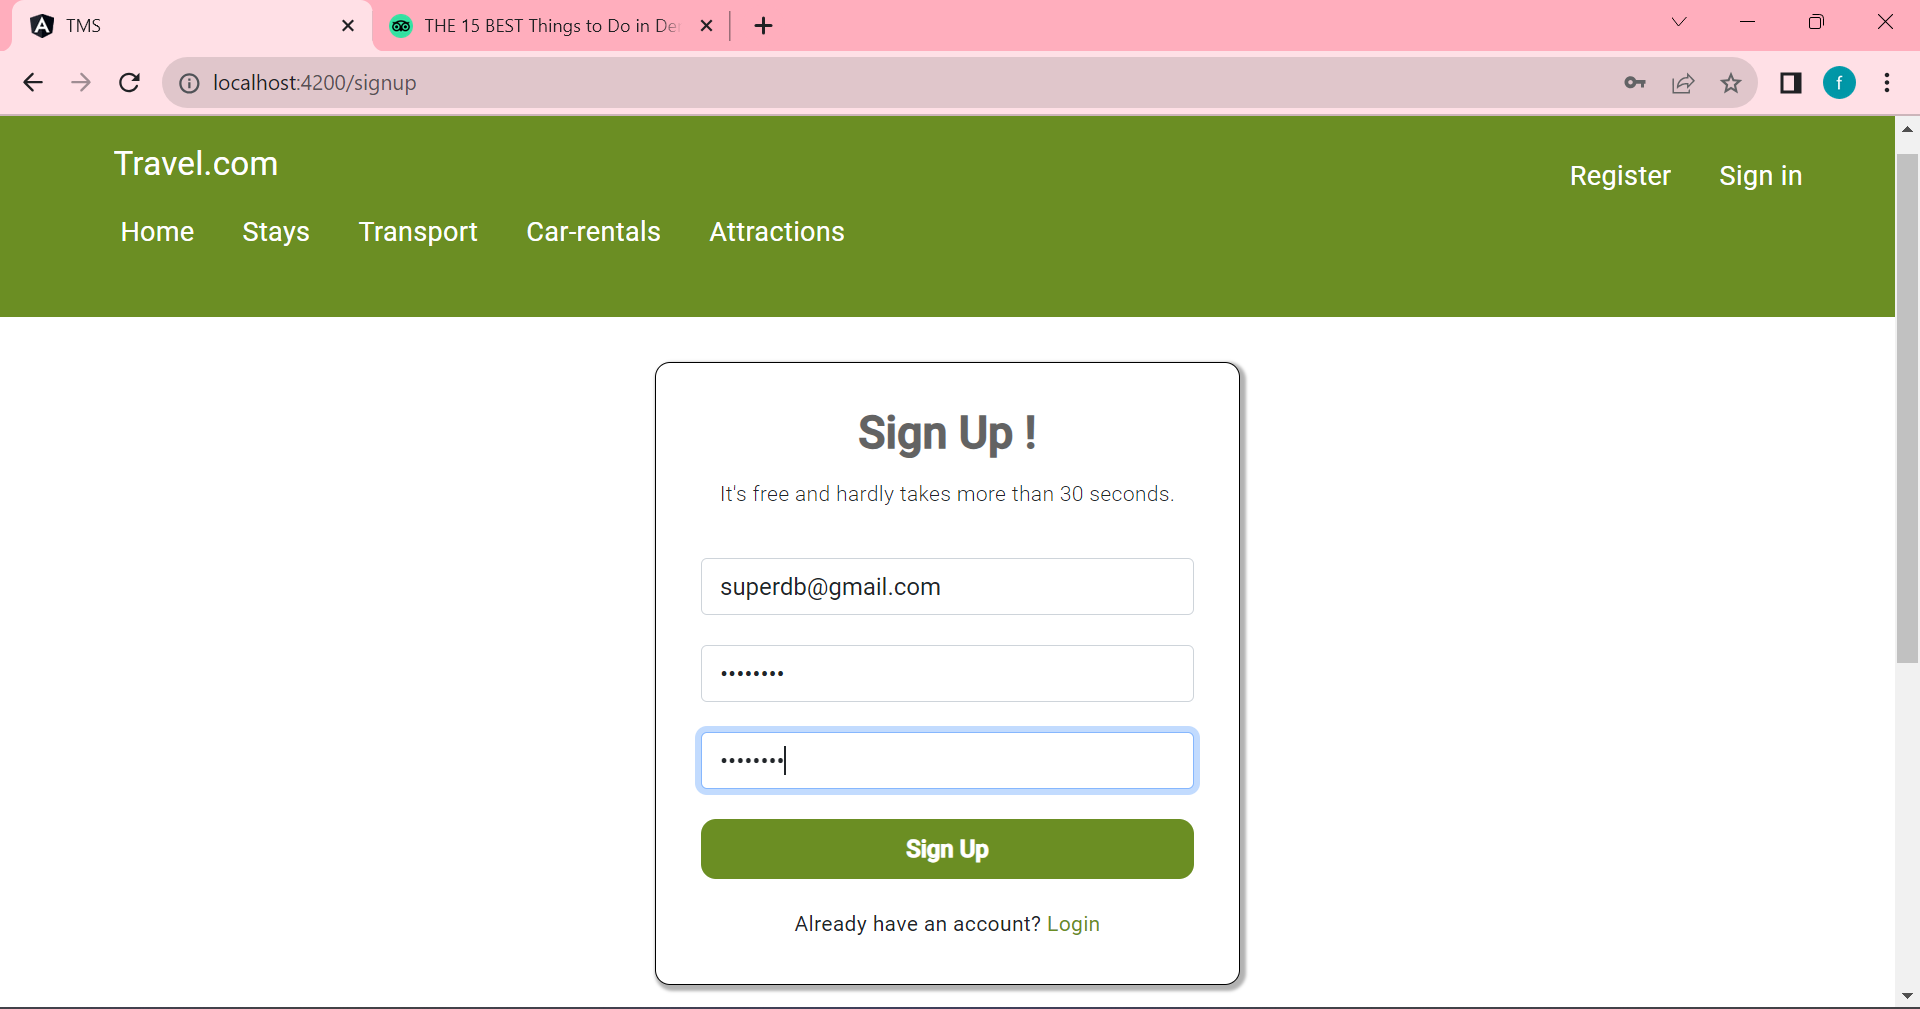 TMS
THE 15 BEST Things to Do in De
localhost:4200/signup
f
Travel.com
Register Sign in
Home Stays Transport Car-rentals Attractions
Sign Up !
It's free and hardly takes more than 30 seconds.
superdb@gmail.com
••••••••
••••••••
Sign Up
Already have an account? Login